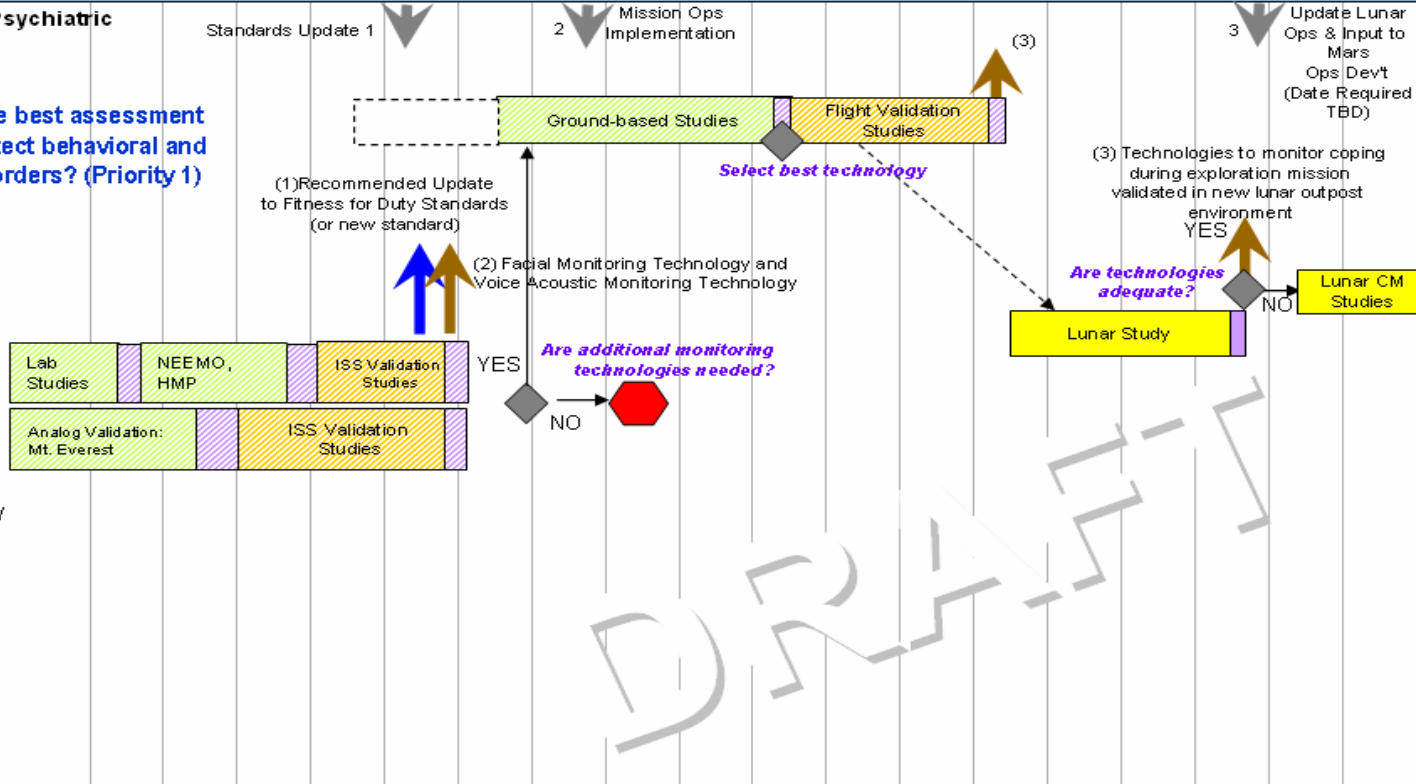 sychiatric
Standards Update 1
2
Mission Ops
Implementation
(3)
3
Update Lunar
Ops & Input to
Mars
Ops Dev't
(Date Required
TBD)
e best assessment
tect behavioral and
orders? (Priority 1)
Ground-based Studies
Flight Validation
Studies
Select best technology
(1)Recommended Update
to Fitness for Duty Standards
(or new standard)
(2) Facial Monitoring Technology and
Voice Acoustic Monitoring Technology
(3) Technologies to monitor coping
during exploration mission
validated in new lunar outpost
environment
YES
Are technologies
adequate?
NO
Lunar CM
Studies
Lunar Study
Lab
Studies
NEEMO,
HMP
ISS Validation
Studies
YES
Are additional monitoring
technologies needed?
NO
Analog Validation:
Mt. Everest
ISS Validation
Studies
DRAFT